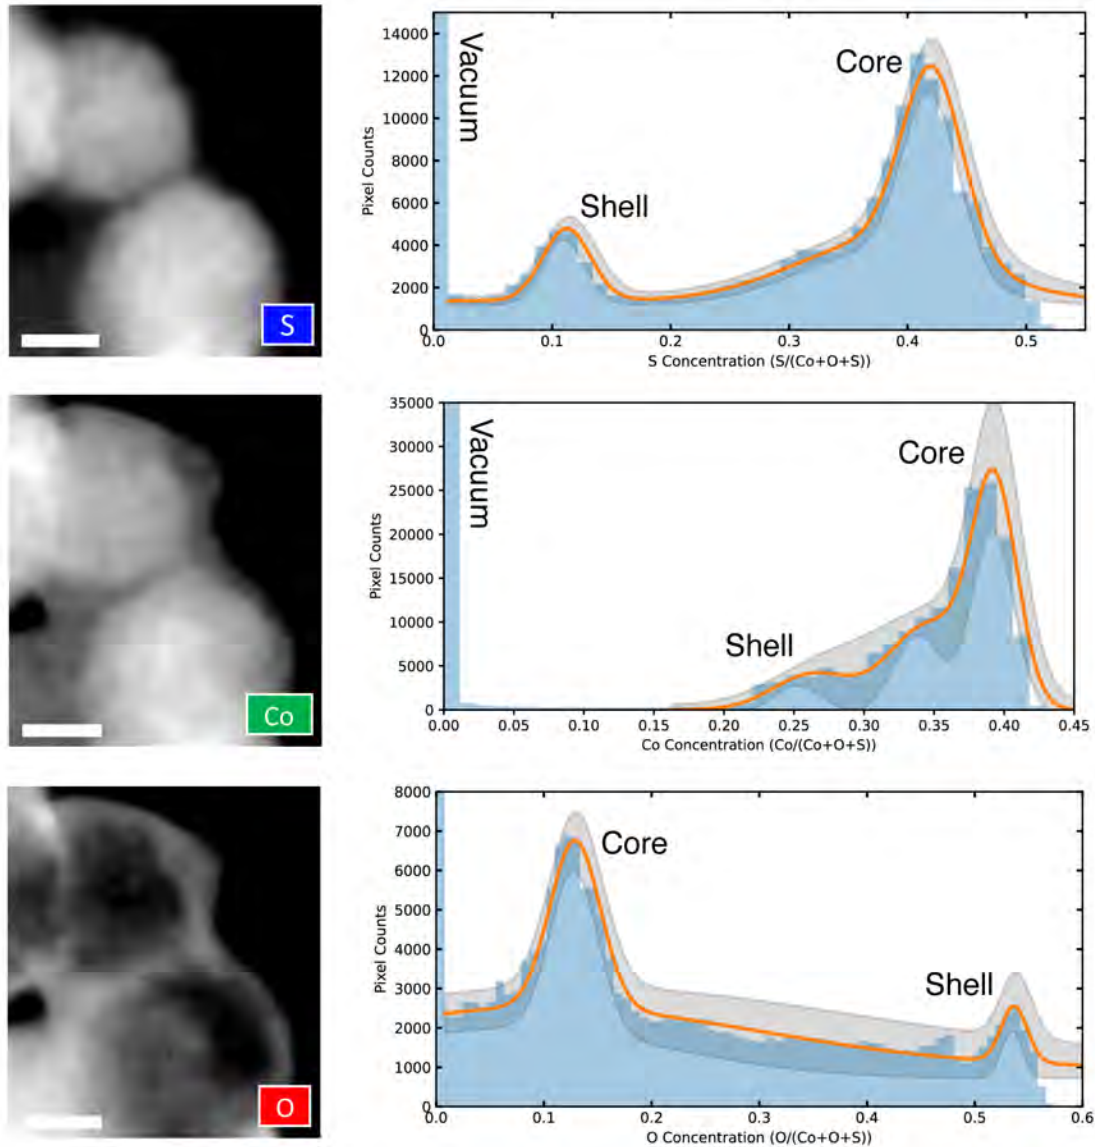 S
14000
12000
10000
8000
6000
4000
2000
0
Pixel Counts
Vacuum
Shell
Core
0.0 0.1 0.2 0.3 0.4 0.5
S Concentration (S/(Co+O+S))
Co
35000
30000
25000
20000
15000
10000
5000
0
Pixel Counts
Vacuum
Shell
Core
0.00 0.05 0.10 0.15 0.20 0.25 0.30 0.35 0.40 0.45
Co Concentration (Co/(Co+O+S))
O
8000
7000
6000
5000
4000
3000
2000
1000
0
Pixel Counts
Core
Shell
0.0 0.1 0.2 0.3 0.4 0.5 0.6
O Concentration (O/(Co+O+S))